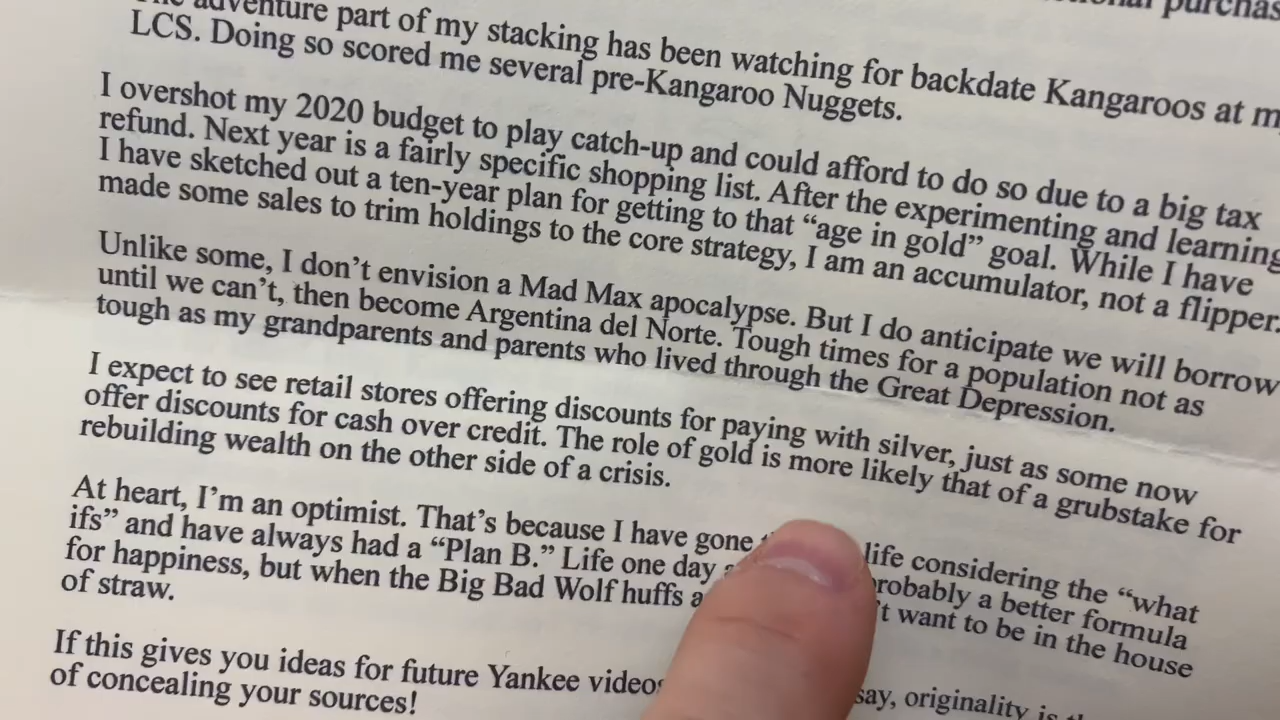 purchas
adventure part of my stacking has been watching for backdate Kangaroos at m
LCS. Doing so scored me several pre-Kangaroo Nuggets.
I overshot my 2020 budget to play catch-up and could afford to do so due to a big tax
refund. Next year is a fairly specific shopping list. After the experimenting and learning
I have sketched out a ten-year plan for getting to that “age in gold” goal. While I have
made some sales to trim holdings to the core strategy, I am an accumulator, not a flipper.
Unlike some, I don’t envision a Mad Max apocalypse. But I do anticipate we will borrow
until we can’t, then become Argentina del Norte. Tough times for a population not as
tough as my grandparents and parents who lived through the Great Depression.
I expect to see retail stores offering discounts for paying with silver, just as some now
offer discounts for cash over credit. The role of gold is more likely that of a grubstake for
rebuilding wealth on the other side of a crisis.
At heart, I’m an optimist. That’s because I have gone life considering the “what
ifs” and have always had a “Plan B.” Life one day probably a better formula
for happiness, but when the Big Bad Wolf huffs a ’t want to be in the house
of straw.
If this gives you ideas for future Yankee videos say, originality is
of concealing your sources!